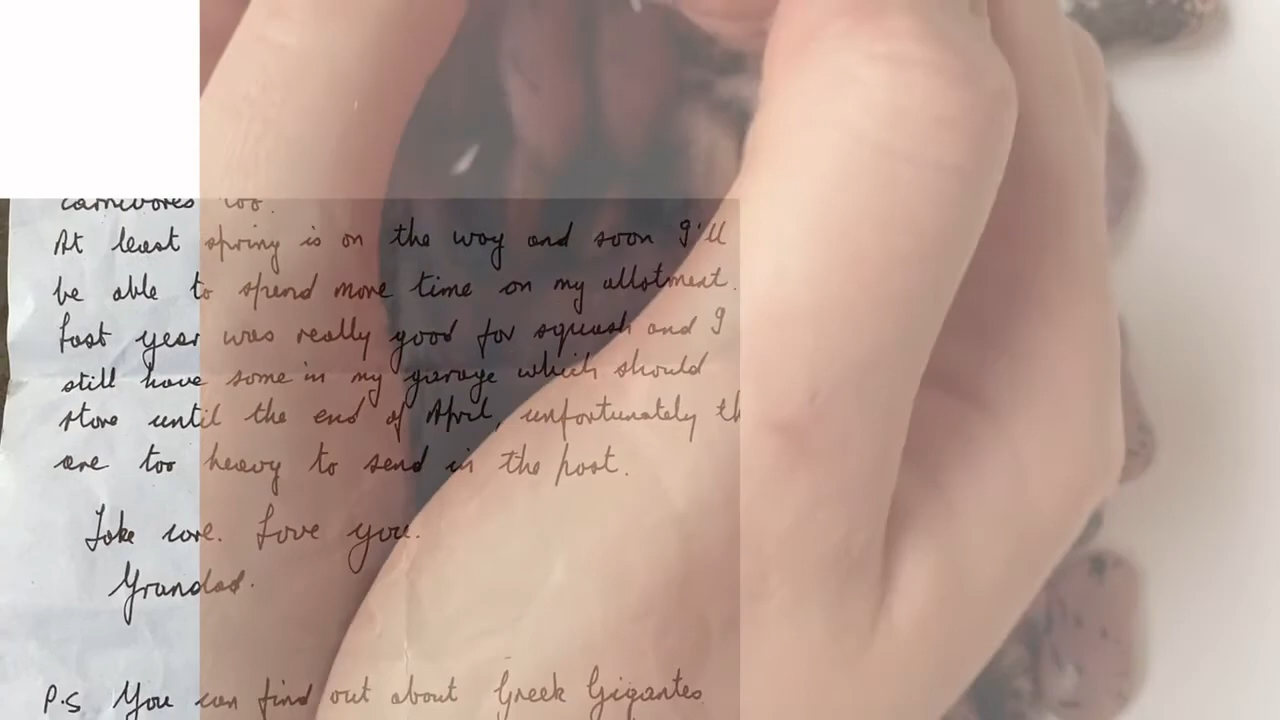 carnivores too.
At least spring is on the way and soon I'll
be able to spend more time on my allotment.
Last year was really good for squash and I
still have some in my garage which should
store until the end of April, unfortunately th
are too heavy to send in the post.
Take care. Love you.
Grandad.
P.S You can find out about Greek Gigantes